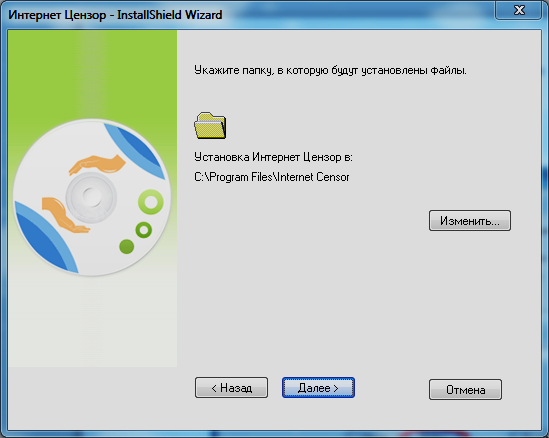 Интернет Цензор - InstallShield Wizard
Укажите папку, в которую будут установлены файлы.
Установка Интернет Цензор в:
C:\Program Files\Internet Censor
Изменить...
< Назад
Далее >
Отмена